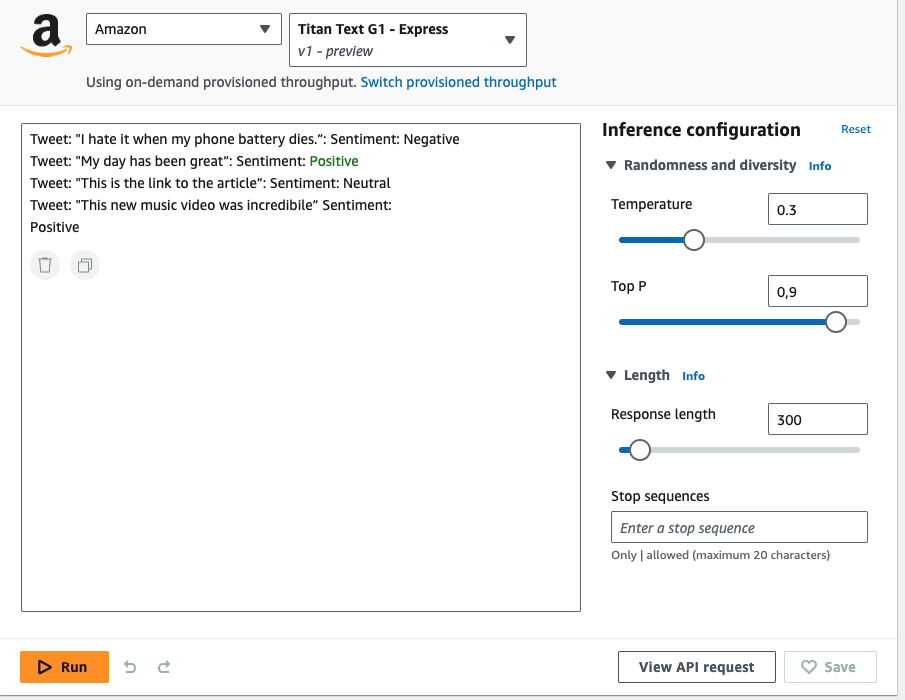 Amazon
Titan Text G1 - Express
v1 - preview
Using on-demand provisioned throughput. Switch provisioned throughput
Tweet: "I hate it when my phone battery dies.”: Sentiment: Negative
Tweet: "My day has been great”: Sentiment: Positive
Tweet: "This is the link to the article”: Sentiment: Neutral
Tweet: "This new music video was incredibile” Sentiment:
Positive
Inference configuration
Reset
Randomness and diversity Info
Temperature
0.3
Top P
0,9
Length Info
Response length
300
Stop sequences
Enter a stop sequence
Only | allowed (maximum 20 characters)
Run
View API request
Save